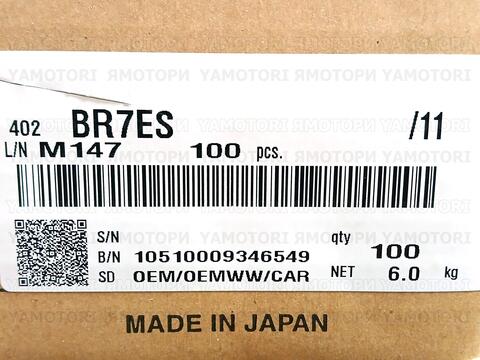 YAMOTORI ЯМОТОРИ YAMOTORI ЯМОТОРИ YAMOTORI
402 BR7ES /11
L/N M147 100 pcs.
S/N
B/N 10510009346549
SD OEM/OEMWW/CAR
qty 100
NET 6.0 kg
MADE IN JAPAN